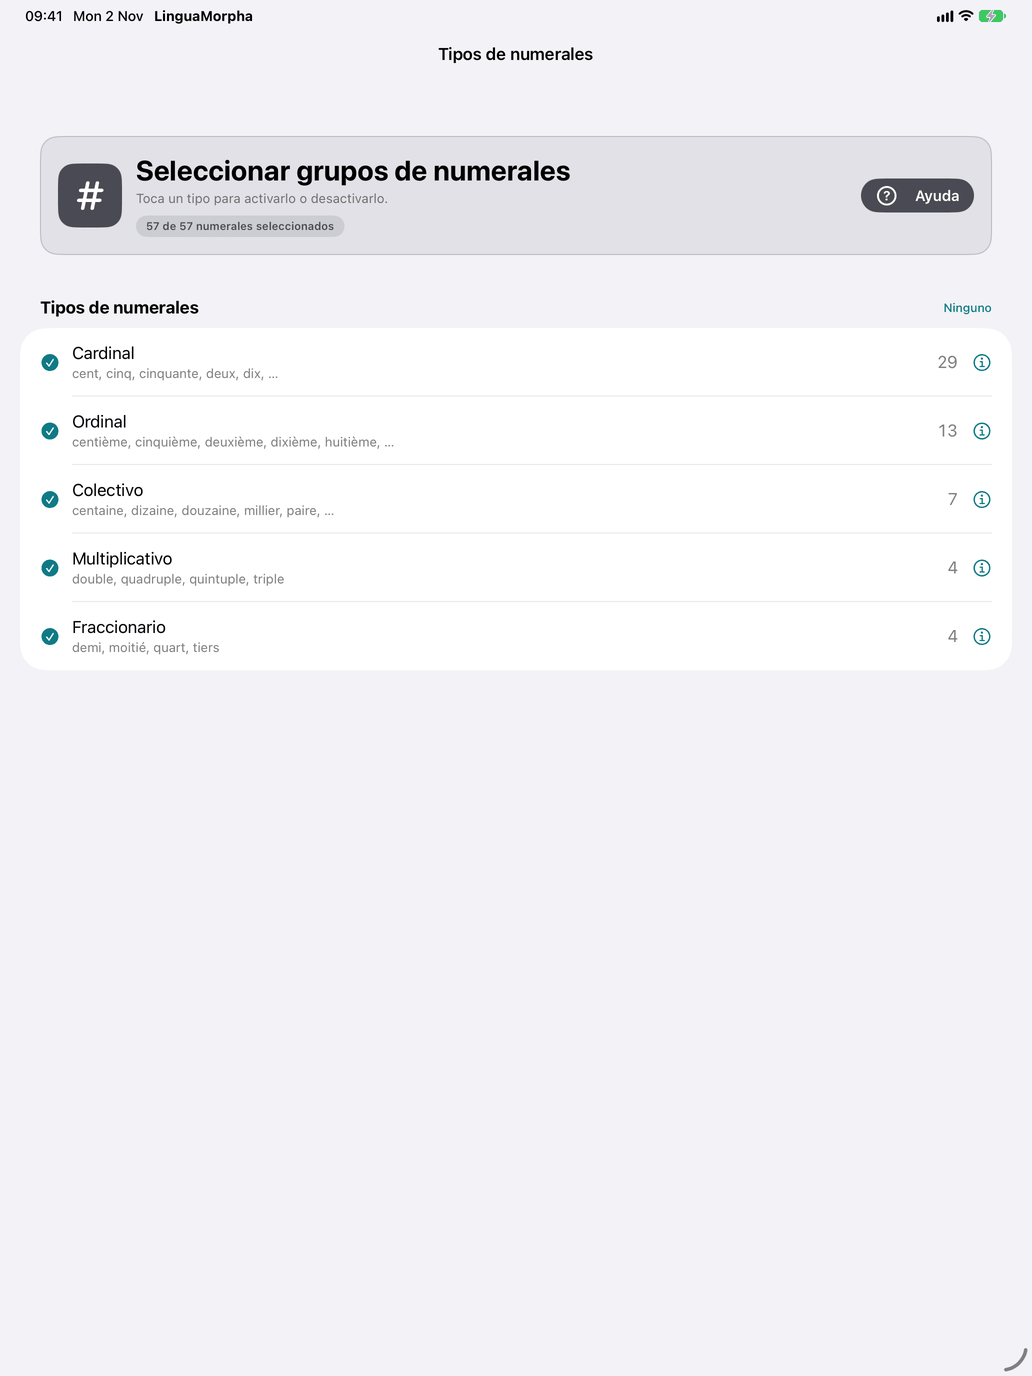 09:41 Mon 2 Nov LinguaMorpha
Tipos de numerales
#
Seleccionar grupos de numerales
Toca un tipo para activarlo o desactivarlo.
57 de 57 numerales seleccionados
? Ayuda
Tipos de numerales
Ninguno
Cardinal
cent, cinq, cinquante, deux, dix, ...
29
Ordinal
centième, cinquième, deuxième, dixième, huitième, ...
13
Colectivo
centaine, dizaine, douzaine, millier, paire, ...
7
Multiplicativo
double, quadruple, quintuple, triple
4
Fraccionario
demi, moitié, quart, tiers
4